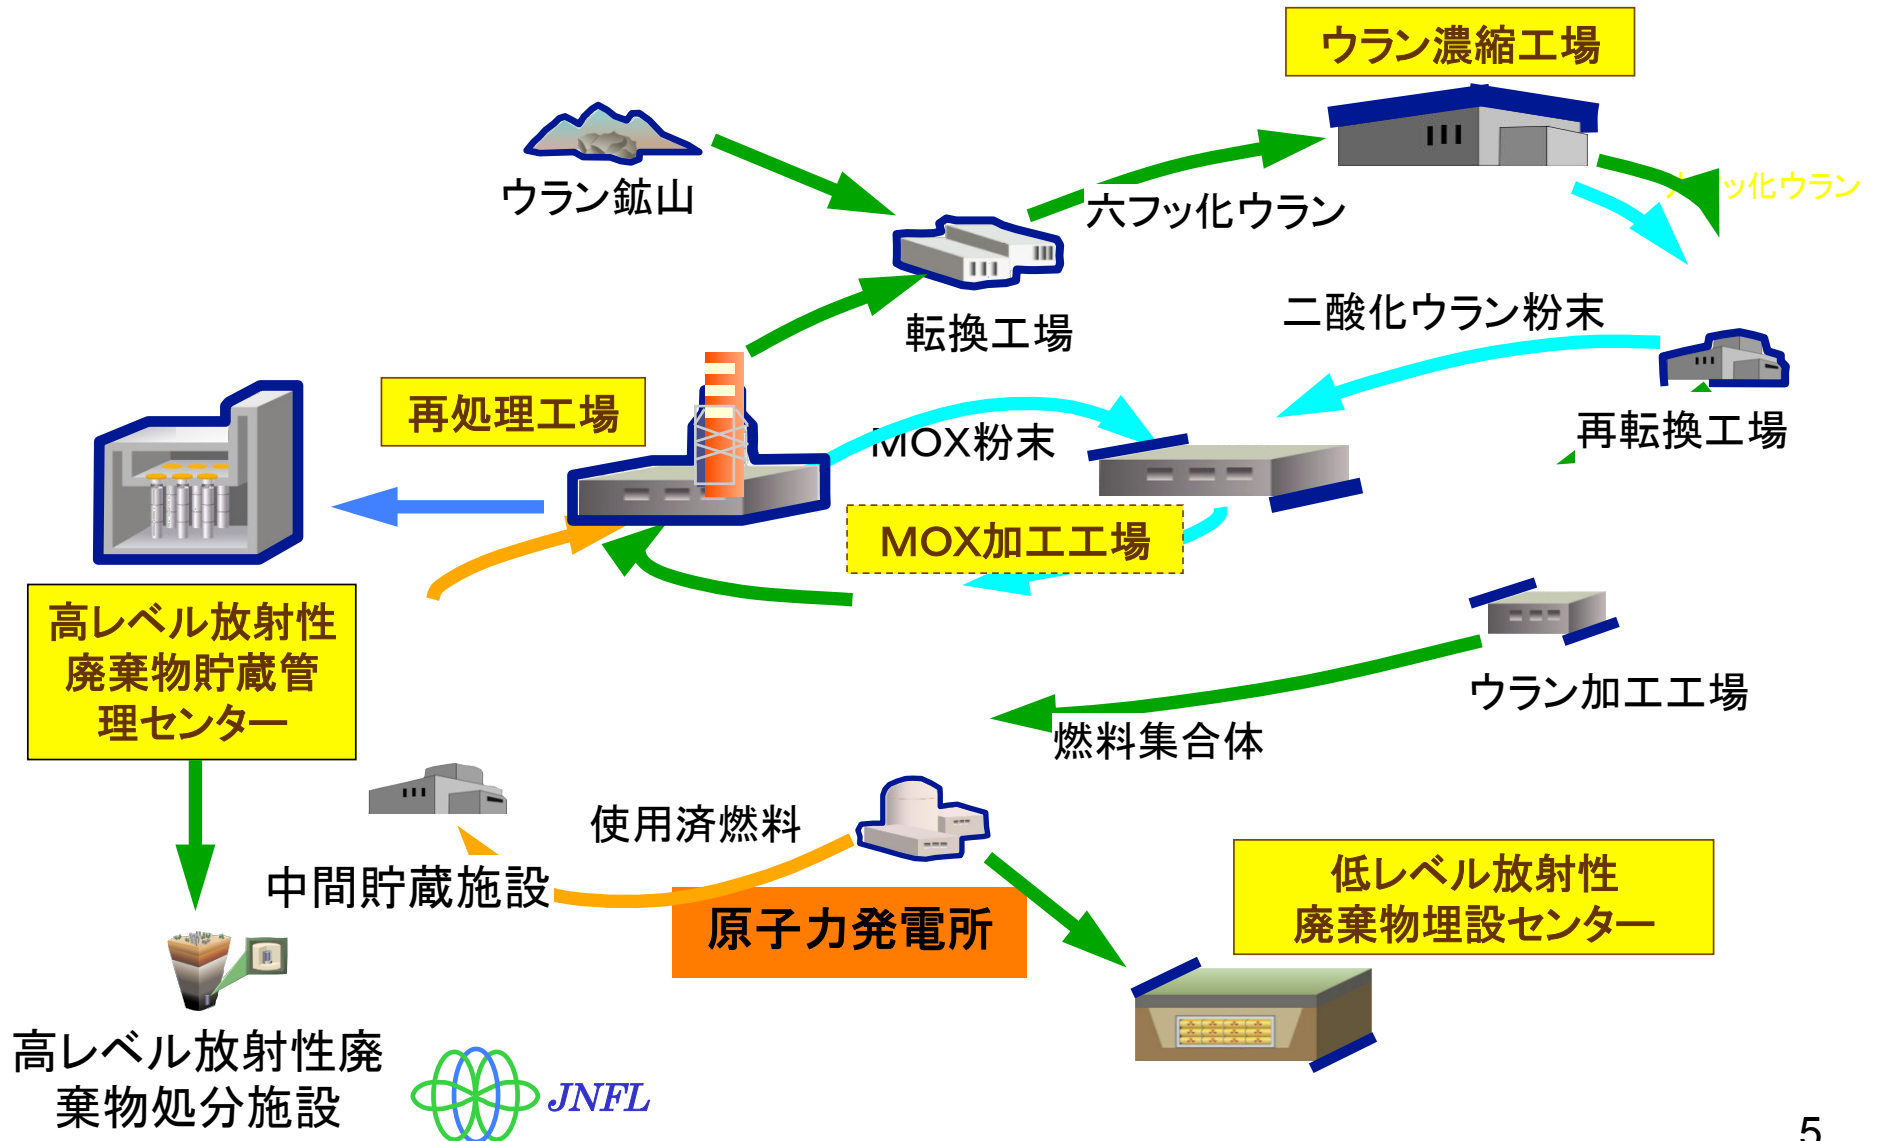 ウラン濃縮工場
ウラン鉱山
六フッ化ウラン
ッ化ウラン
転換工場
二酸化ウラン粉末
再処理工場
MOX粉末
再転換工場
MOX加工工場
高レベル放射性
廃棄物貯蔵管
理センター
ウラン加工工場
燃料集合体
使用済燃料
中間貯蔵施設
原子力発電所
低レベル放射性
廃棄物埋設センター
高レベル放射性廃
棄物処分施設
JNFL
5